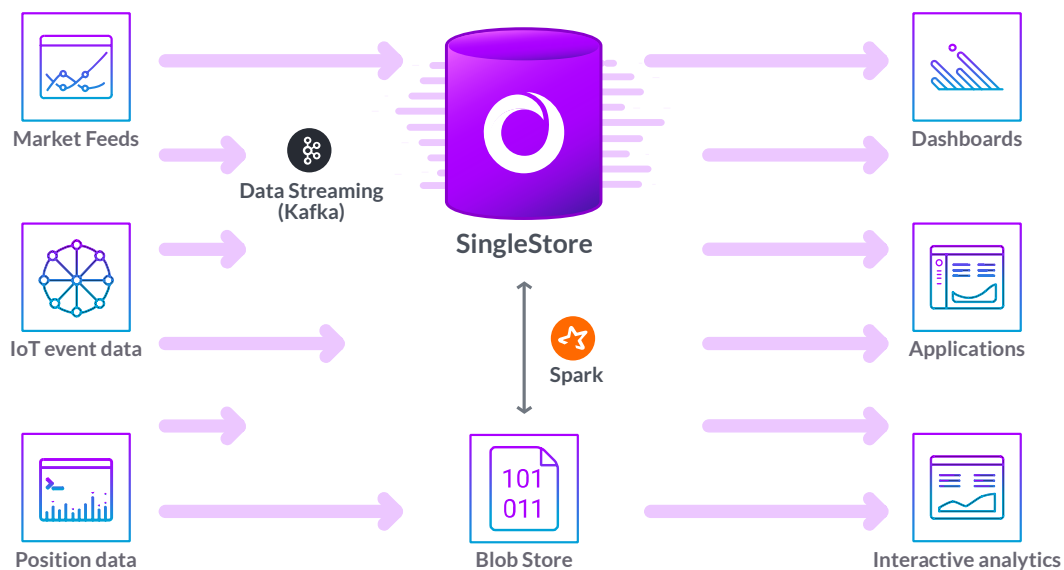 Market Feeds
Data Streaming
(Kafka)
SingleStore
Dashboards
IoT event data
Spark
Applications
101
011
Position data
Blob Store
Interactive analytics